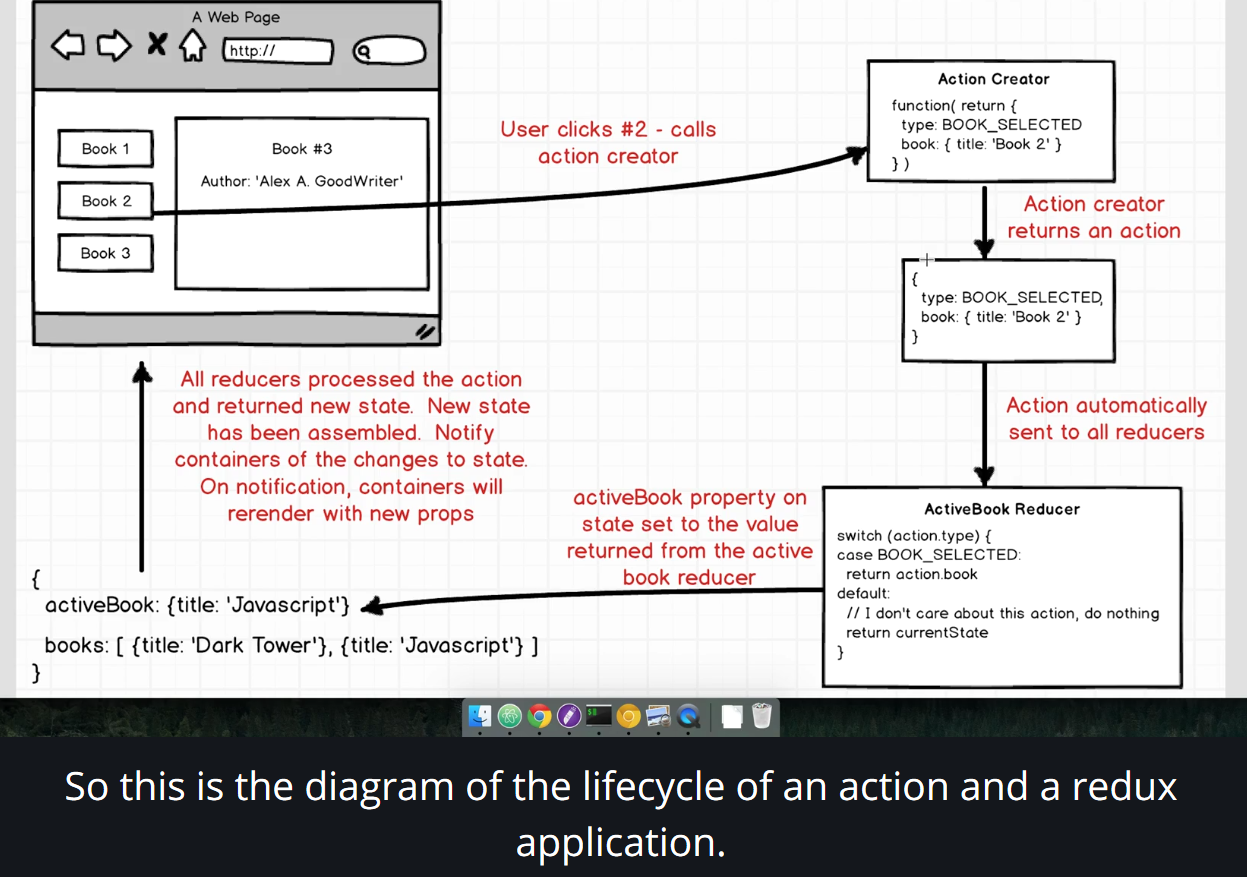 A Web Page
http://
Book 1
Book 2
Book 3
Book #3
Author: 'Alex A. GoodWriter'
User clicks #2 - calls
action creator
Action Creator
function( return {
type: BOOK_SELECTED
book: { title: 'Book 2' }
} )
Action creator
returns an action
{
type: BOOK_SELECTED,
book: { title: 'Book 2' }
}
Action automatically
sent to all reducers
ActiveBook Reducer
switch (action.type) {
case BOOK_SELECTED:
return action.book
default:
// I don't care about this action, do nothing
return currentState
}
activeBook property on
state set to the value
returned from the active
book reducer
All reducers processed the action
and returned new state. New state
has been assembled. Notify
containers of the changes to state.
On notification, containers will
rerender with new props
{
activeBook: {title: 'Javascript'}
books: [ {title: 'Dark Tower'}, {title: 'Javascript'} ]
}
So this is the diagram of the lifecycle of an action and a redux
application.